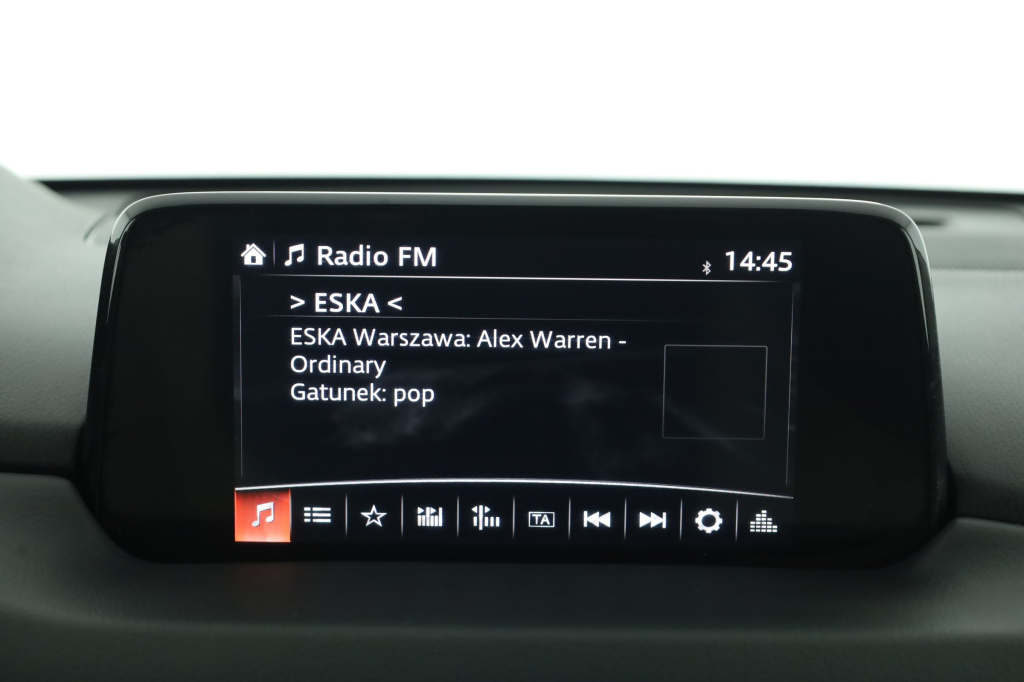 Radio FM
14:45
> ESKA <
ESKA Warszawa: Alex Warren -
Ordinary
Gatunek: pop
TA